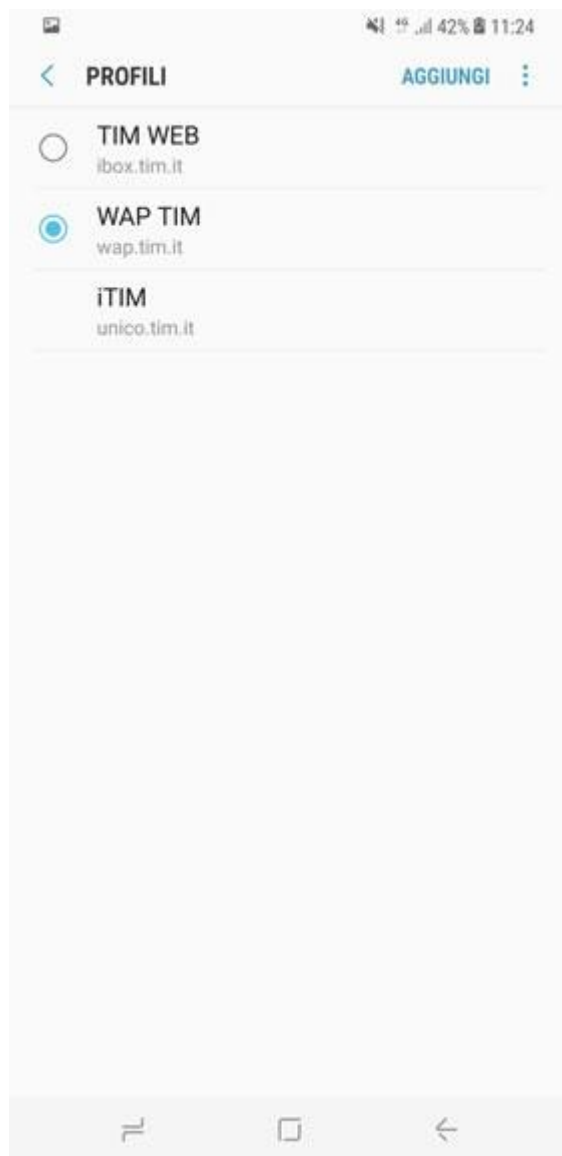 42% 11:24
PROFILI AGGIUNGI
TIM WEB
ibox.tim.it
WAP TIM
wap.tim.it
iTIM
unico.tim.it